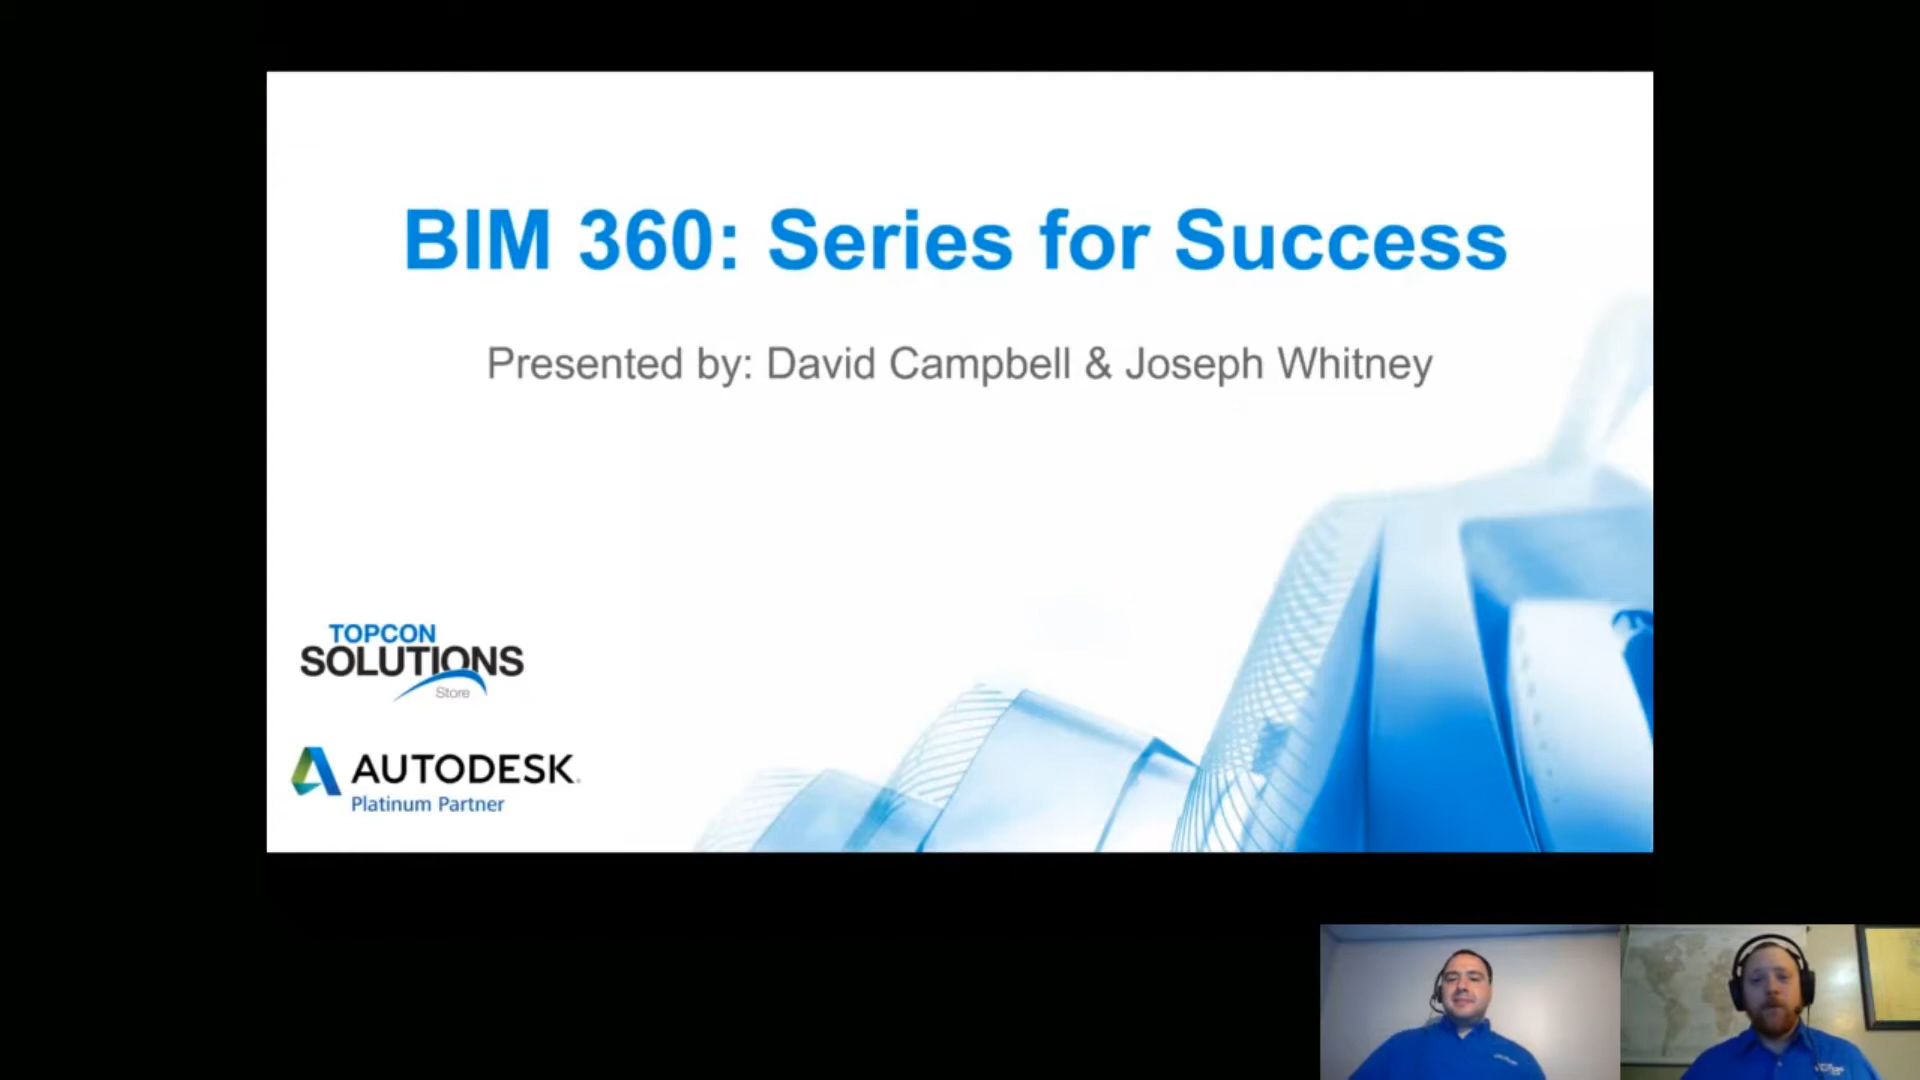 BIM 360: Series for Success
Presented by: David Campbell & Joseph Whitney
TOPCON
SOLUTIONS
Store
AUTODESK
Platinum Partner